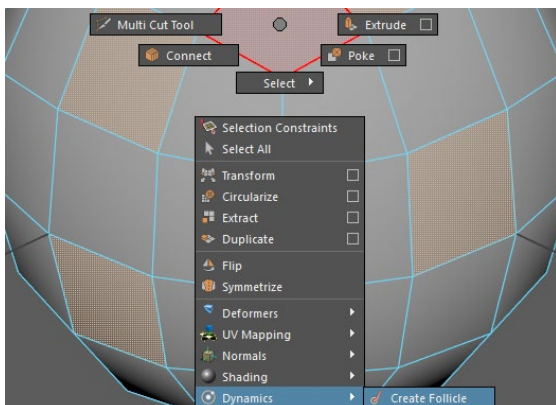 Multi Cut Tool
Extrude
Connect
Poke
Select
Selection Constraints
Select All
Transform
Circularize
Extract
Duplicate
Flip
Symmetrize
Deformers
UV Mapping
Normals
Shading
Dynamics
Create Follicle